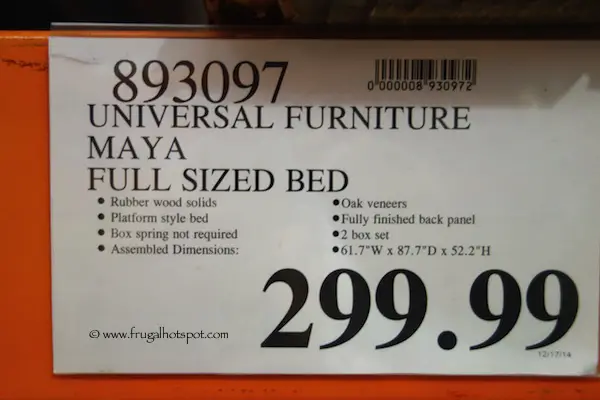 893097
0 000008 930972
UNIVERSAL FURNITURE
MAYA
FULL SIZED BED
• Rubber wood solids
• Platform style bed
• Box spring not required
• Assembled Dimensions:
• Oak veneers
• Fully finished back panel
• 2 box set
• 61.7"W x 87.7"D x 52.2"H
299.99
© www.frugalhotspot.com
12/17/14